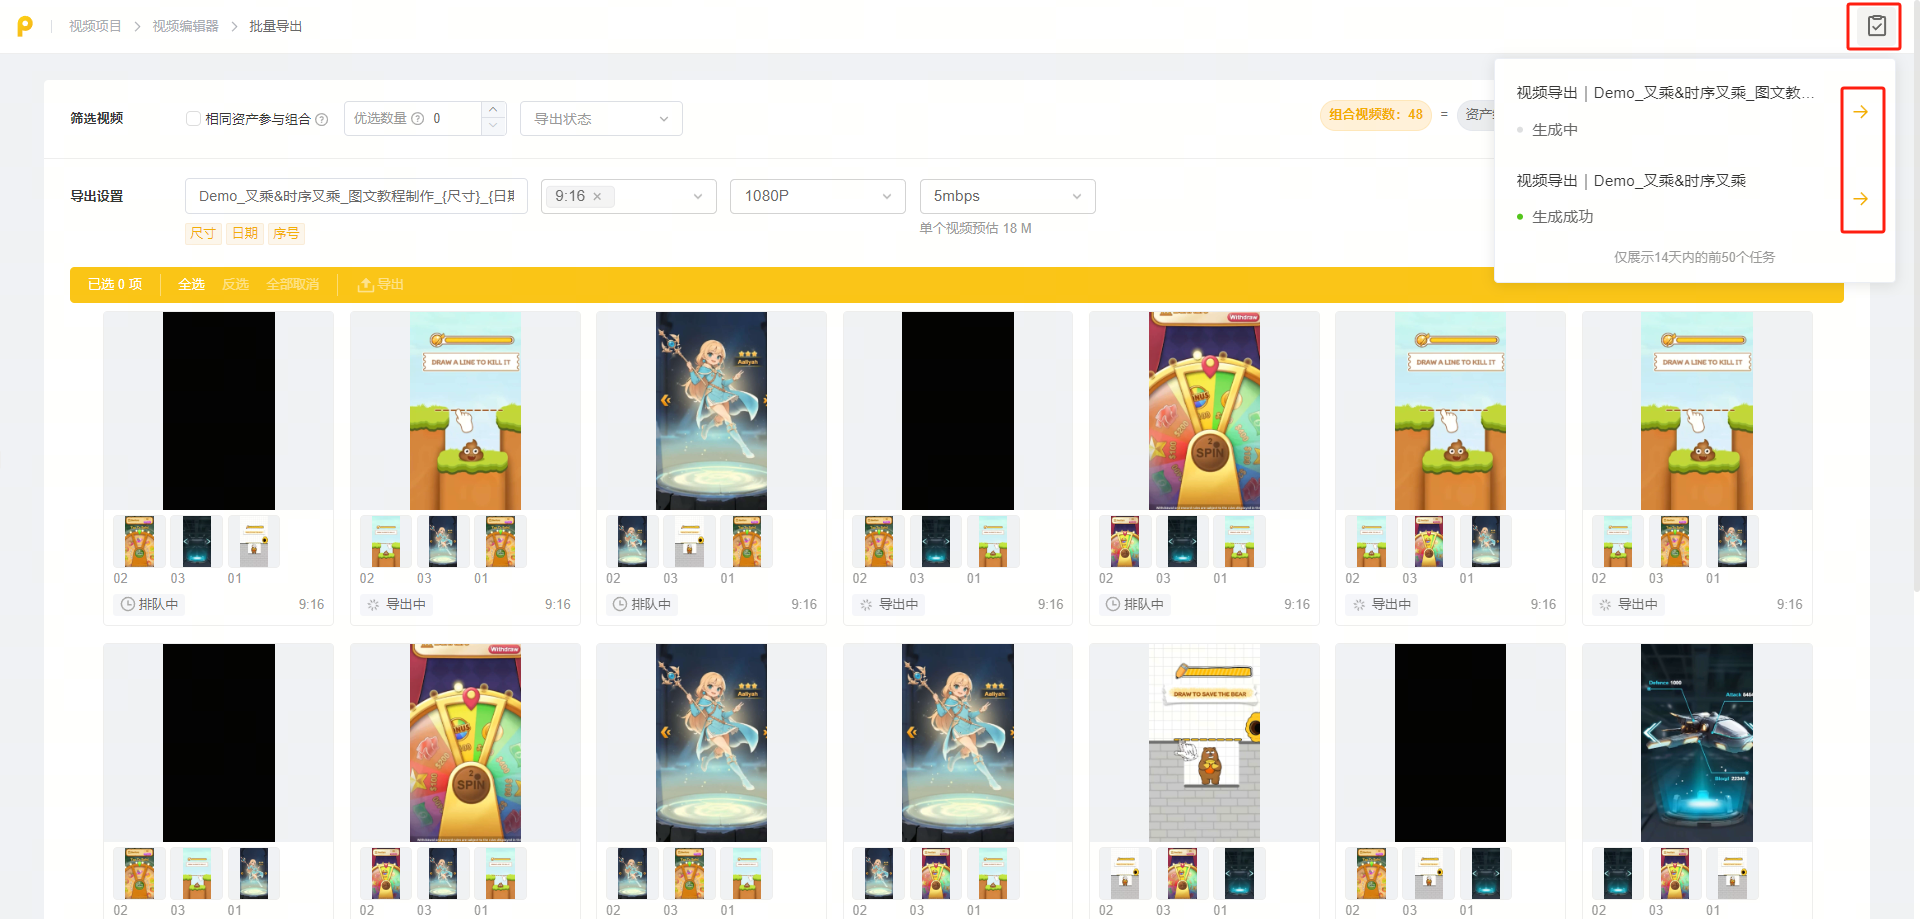 视频项目 > 视频编辑器 > 批量导出
视频导出｜Demo_叉乘&时序叉乘_图文教...
生成中
视频导出｜Demo_叉乘&时序叉乘
生成成功
仅展示14天内的前50个任务
筛选视频 相同资产参与组合 优选数量 0 导出状态 组合视频数：48 = 资产
导出设置 Demo_叉乘&时序叉乘_图文教程制作_{尺寸}_{日期 9:16 1080P 5mbps
尺寸 日期 序号 单个视频预估 18 M
已选 0 项 全选 反选 全部取消 导出
DRAW A LINE TO KILL IT
Aaliyah
Withdraw
SPIN
DRAW A LINE TO KILL IT
DRAW A LINE TO KILL IT
02 03 01 02 03 01 02 03 01 02 03 01 02 03 01 02 03 01 02 03 01
排队中 9:16 导出中 9:16 排队中 9:16 导出中 9:16 排队中 9:16 导出中 9:16 导出中 9:16
Withdraw
SPIN
Aaliyah
Aaliyah
DRAW TO SAVE THE BEAR
Defence 1000
02 03 01 02 03 01 02 03 01 02 03 01 02 03 01 02 03 01 02 03 01